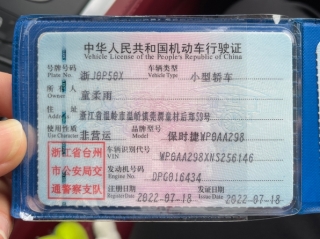 中华人民共和国机动车行驶证
Vehicle License of the People's Republic of China
号牌号码 浙J8P58X 车辆类型 小型轿车
Plate No. Vehicle Type
所有人 童柔雨
Owner
住址
Address
使用性质 非营运 品牌型号 保时捷WP0AA298
浙江省台州
市公安局交
通警察支队
车辆识别代号 WP0AA298XNS256146
VIN
发动机号码 DPG016434
Engine No.
注册日期 2022-07-18 发证日期 2022-07-18
Issue Date